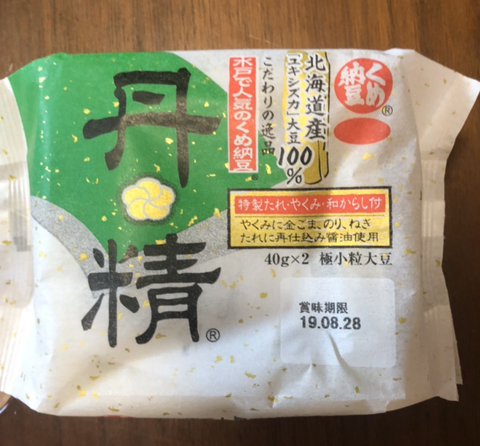 くめ
納豆
®
北海道産
「ユキシズカ」大豆
100%
こだわりの逸品
水戸で人気のくめ納豆
®
丹精
®
特製たれ・やくみ・和からし付
やくみに金ごま、のり、ねぎ
たれに再仕込み醤油使用
40g×2 極小粒大豆
賞味期限
19.08.28